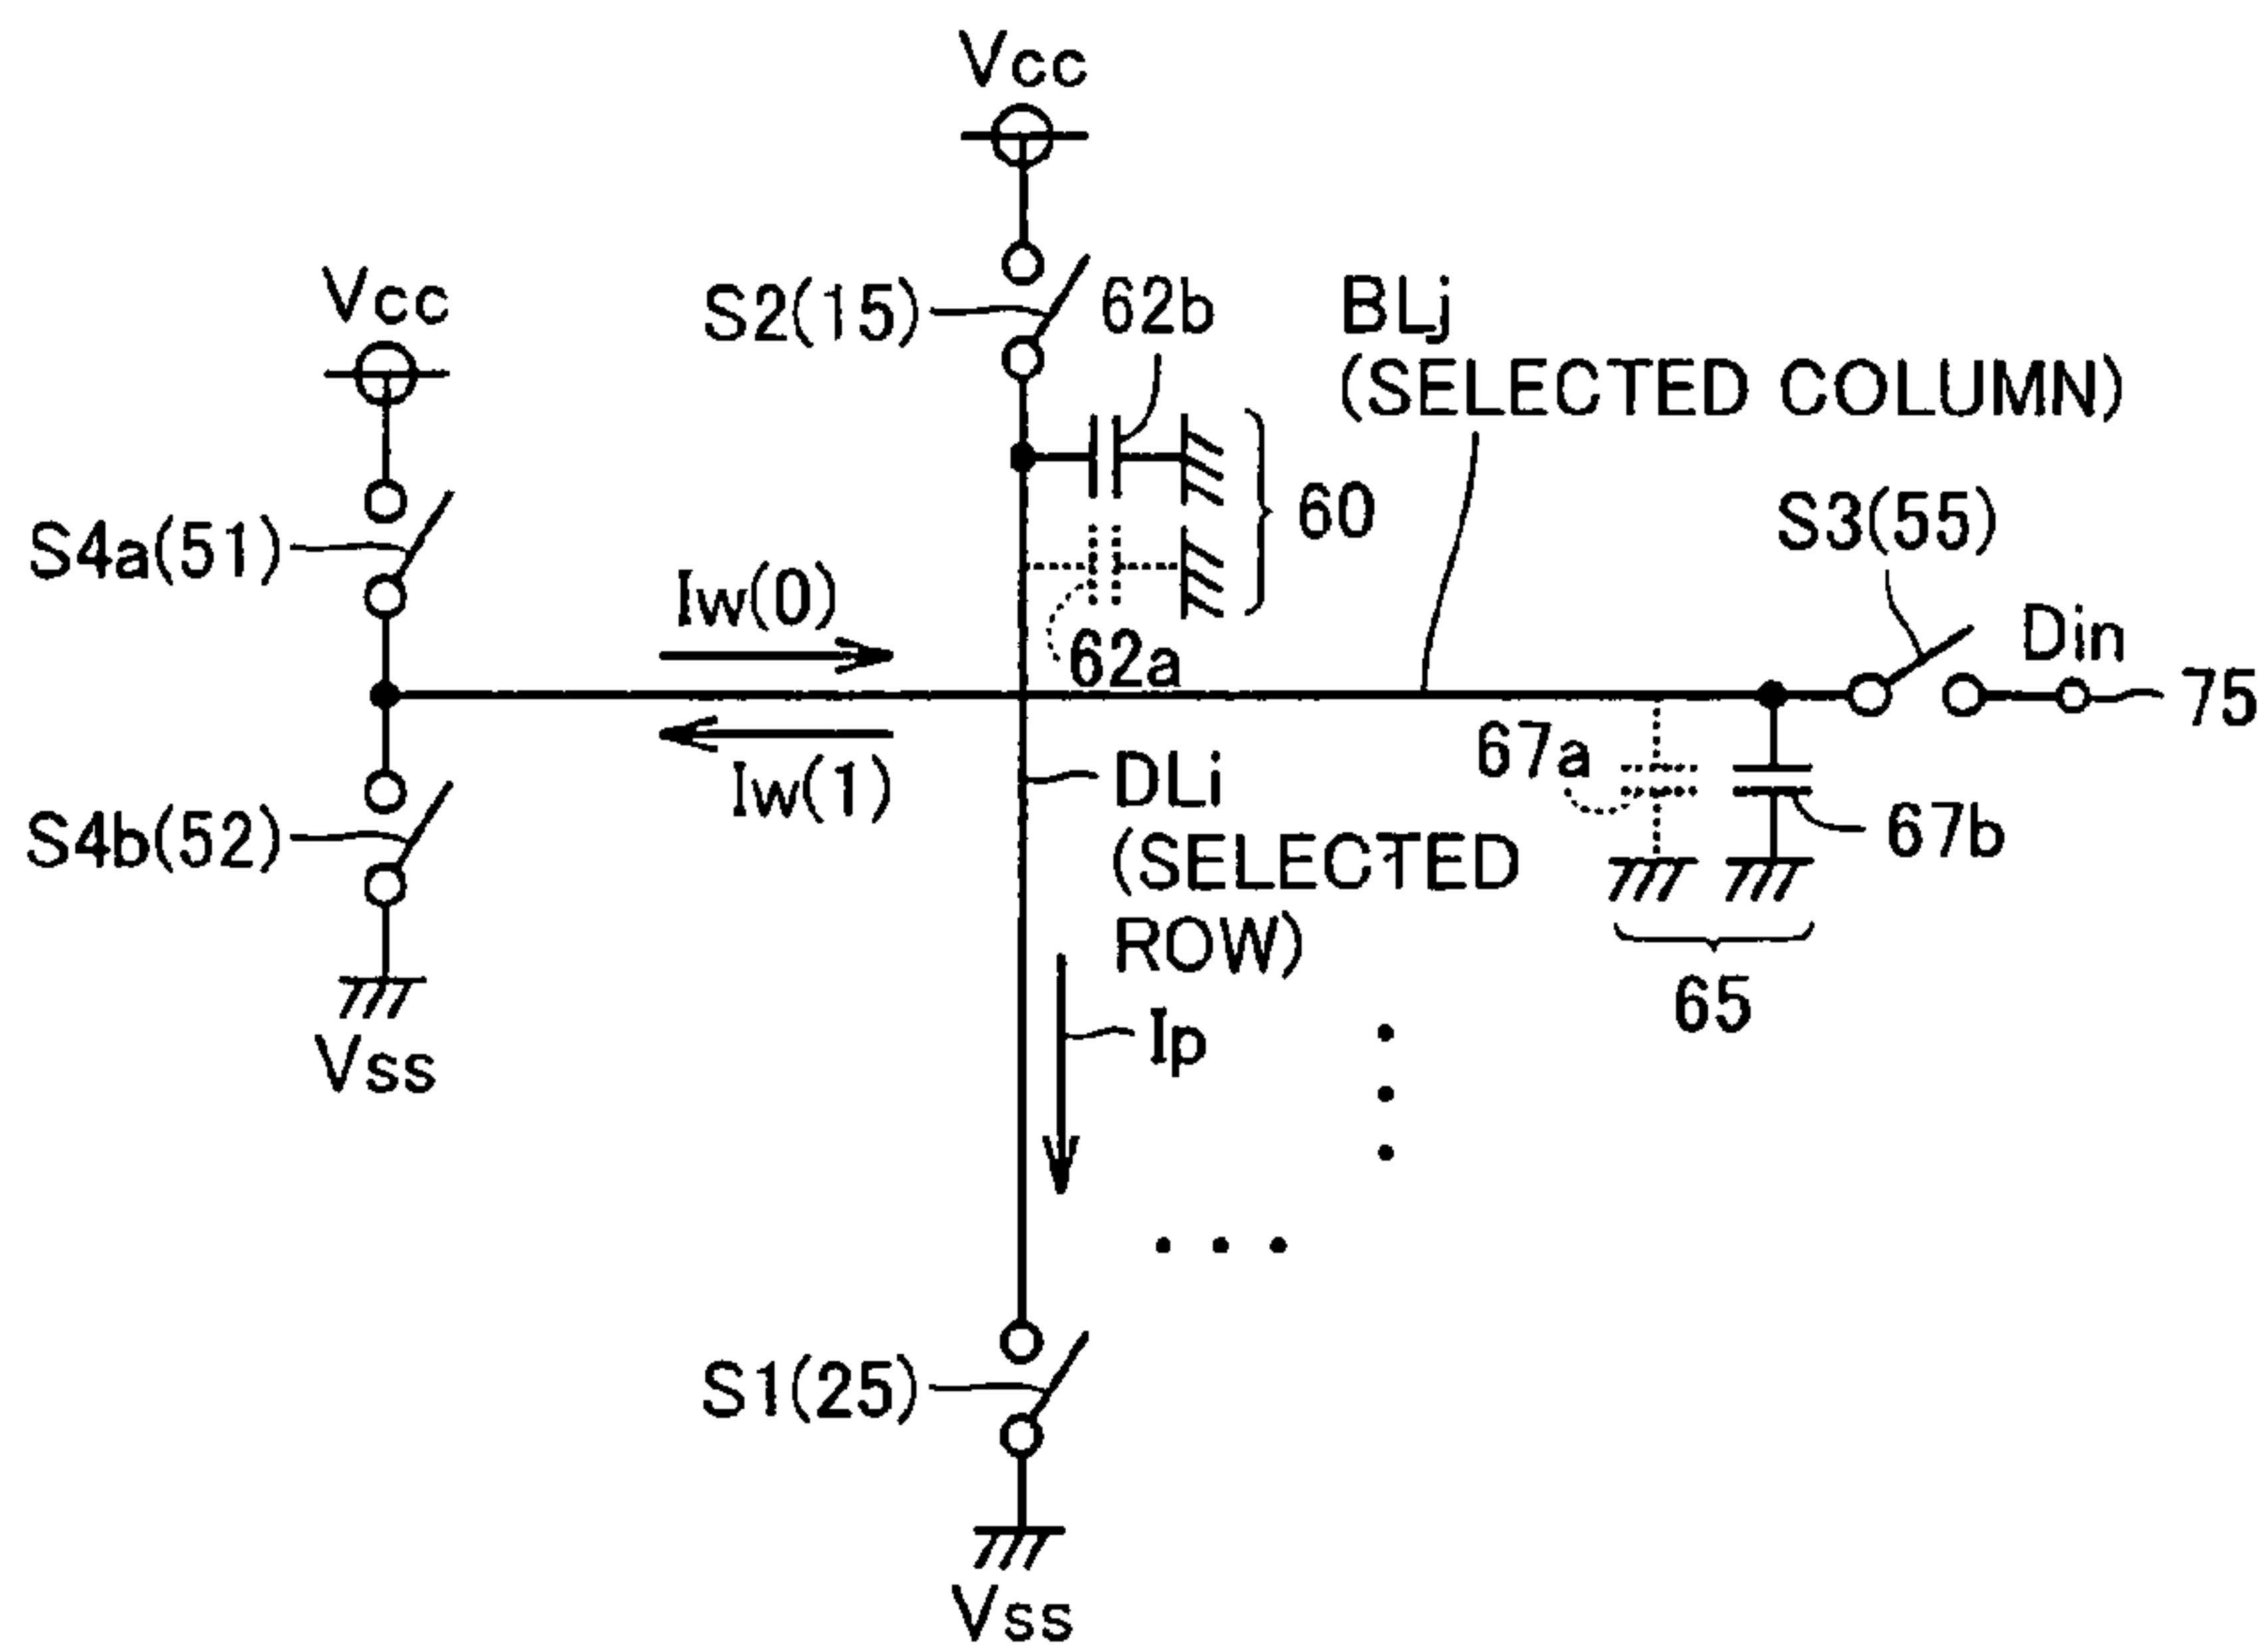 Vcc
Vcc
S2(15)
62b
BLj
(SELECTED COLUMN)
S4a(51)
60
S3(55)
Iw(0)
62a
Din
75
Iw(1)
67a
DLi
(SELECTED
ROW)
S4b(52)
67b
65
Vss
Ip
S1(25)
Vss